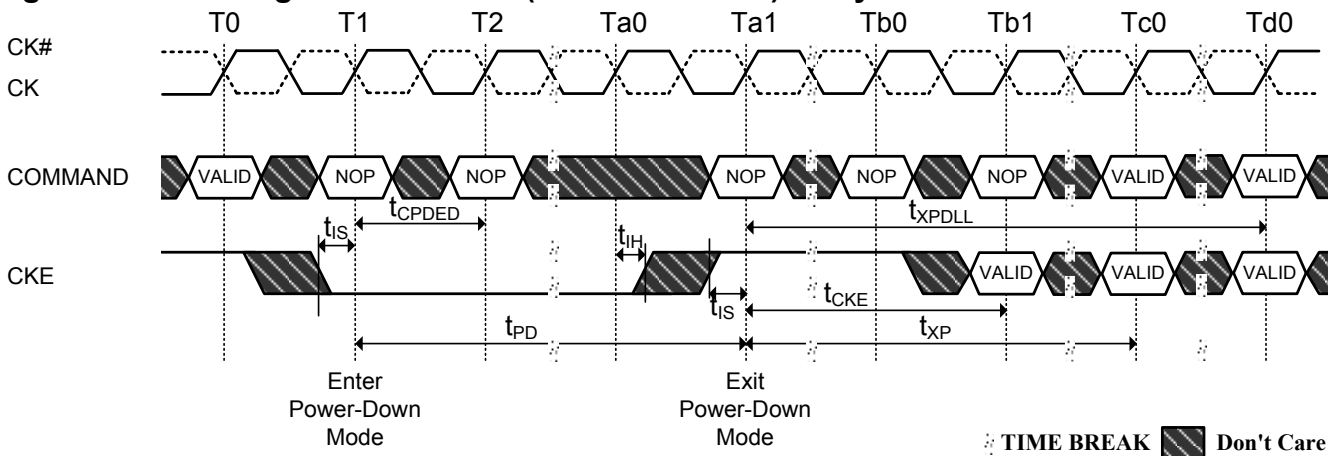 T0 T1 T2 Ta0 Ta1 Tb0 Tb1 Tc0 Td0
CK#
CK
COMMAND
VALID NOP NOP NOP NOP NOP VALID VALID
tIS tCPDED tIH tXPDLL
CKE
VALID VALID VALID
tIS tCKE
tPD tXP
Enter
Power-Down
Mode
Exit
Power-Down
Mode
TIME BREAK Don't Care